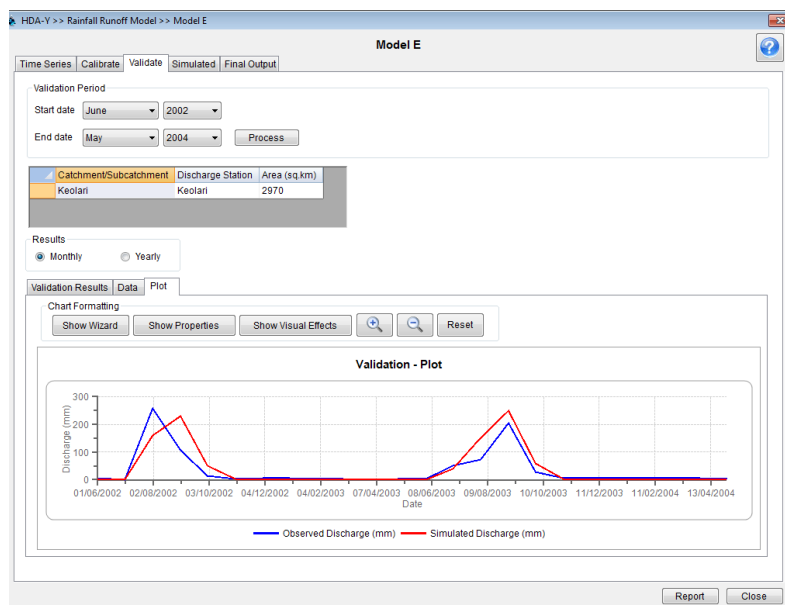 HDA-Y >> Rainfall Runoff Model >> Model E
Model E
Time Series Calibrate Validate Simulated Final Output
Validation Period
Start date June 2002
End date May 2004 Process
Catchment/Subcatchment Discharge Station Area (sq.km)
Keolari Keolari 2970
Results
Monthly Yearly
Validation Results Data Plot
Chart Formatting
Show Wizard Show Properties Show Visual Effects Reset
Validation - Plot
Discharge (mm)
300
200
100
0
01/06/2002 02/08/2002 03/10/2002 04/12/2002 04/02/2003 07/04/2003 08/06/2003 09/08/2003 10/10/2003 11/12/2003 11/02/2004 13/04/2004
Date
Observed Discharge (mm) Simulated Discharge (mm)
Report Close